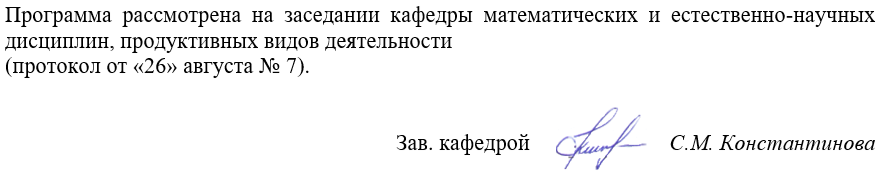 Программа рассмотрена на заседании кафедры математических и естественно-научных
дисциплин, продуктивных видов деятельности
(протокол от «26» августа № 7).
Зав. кафедрой С.М. Константинова